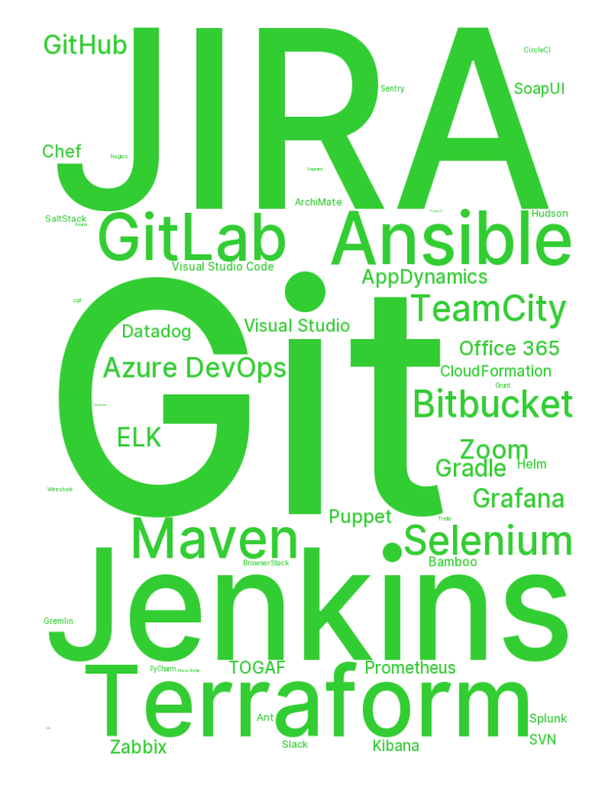 JIRA
GitHub
CircleCI
Sentry
SoapUI
Chef
Nagios
ArchiMate
SaltStack
GitLab
Ansible
Hudson
Visual Studio Code
AppDynamics
Git
TeamCity
curl
Datadog
Visual Studio
Office 365
Azure DevOps
CloudFormation
Grunt
Bitbucket
ELK
Zoom
Gradle
Helm
Wireshark
Grafana
Puppet
Trello
Maven
Selenium
BrowserStack
Bamboo
Jenkins
Gremlin
PyCharm
TOGAF
Prometheus
Terraform
Ant
Splunk
Slack
Kibana
SVN
Zabbix